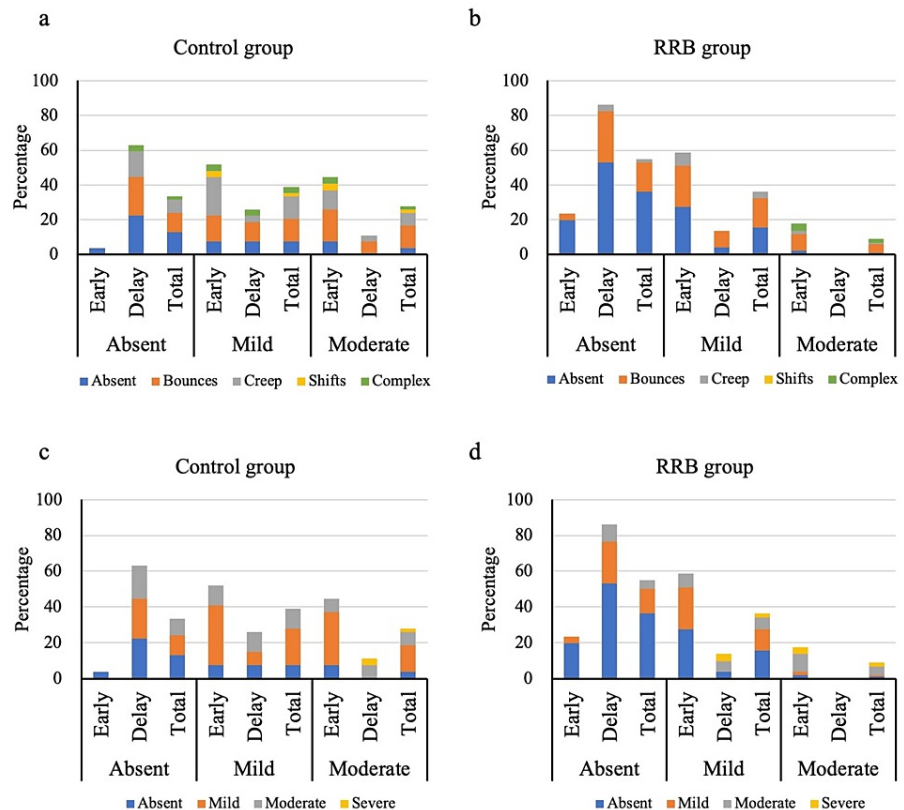 a
Control group
100
80
60
40
20
0
Percentage
Early
Delay
Total
Early
Delay
Total
Early
Delay
Total
Absent
Mild
Moderate
Absent Bounces Creep Shifts Complex
b
RRB group
100
80
60
40
20
0
Percentage
Early
Delay
Total
Early
Delay
Total
Early
Delay
Total
Absent
Mild
Moderate
Absent Bounces Creep Shifts Complex
c
Control group
100
80
60
40
20
0
Percentage
Early
Delay
Total
Early
Delay
Total
Early
Delay
Total
Absent
Mild
Moderate
Absent Mild Moderate Severe
d
RRB group
100
80
60
40
20
0
Percentage
Early
Delay
Total
Early
Delay
Total
Early
Delay
Total
Absent
Mild
Moderate
Absent Mild Moderate Severe